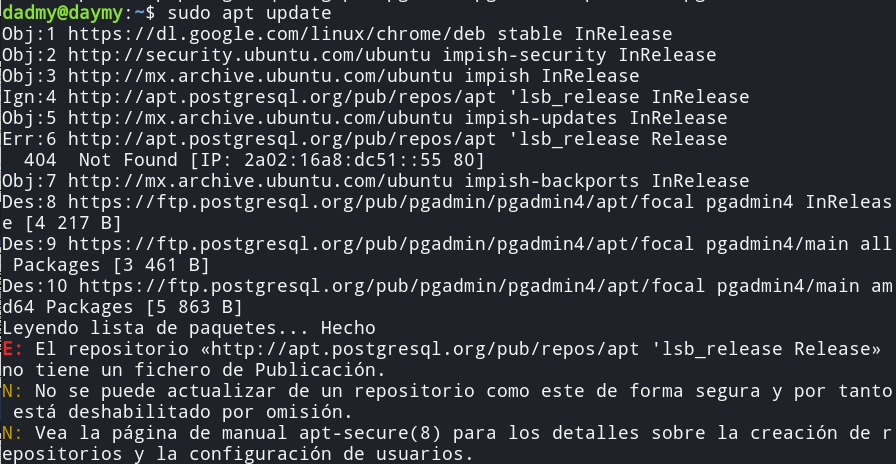 dadmy@daymy:~$ sudo apt update
Obj:1 https://dl.google.com/linux/chrome/deb stable InRelease
Obj:2 http://security.ubuntu.com/ubuntu impish-security InRelease
Obj:3 http://mx.archive.ubuntu.com/ubuntu impish InRelease
Ign:4 http://apt.postgresql.org/pub/repos/apt 'lsb_release InRelease
Obj:5 http://mx.archive.ubuntu.com/ubuntu impish-updates InRelease
Err:6 http://apt.postgresql.org/pub/repos/apt 'lsb_release Release
  404  Not Found [IP: 2a02:16a8:dc51::55 80]
Obj:7 http://mx.archive.ubuntu.com/ubuntu impish-backports InRelease
Des:8 https://ftp.postgresql.org/pub/pgadmin/pgadmin4/apt/focal pgadmin4 InReleas
e [4 217 B]
Des:9 https://ftp.postgresql.org/pub/pgadmin/pgadmin4/apt/focal pgadmin4/main all
 Packages [3 461 B]
Des:10 https://ftp.postgresql.org/pub/pgadmin/pgadmin4/apt/focal pgadmin4/main am
d64 Packages [5 863 B]
Leyendo lista de paquetes... Hecho
E: El repositorio «http://apt.postgresql.org/pub/repos/apt 'lsb_release Release»
no tiene un fichero de Publicación.
N: No se puede actualizar de un repositorio como este de forma segura y por tanto
 está deshabilitado por omisión.
N: Vea la página de manual apt-secure(8) para los detalles sobre la creación de r
epositorios y la configuración de usuarios.